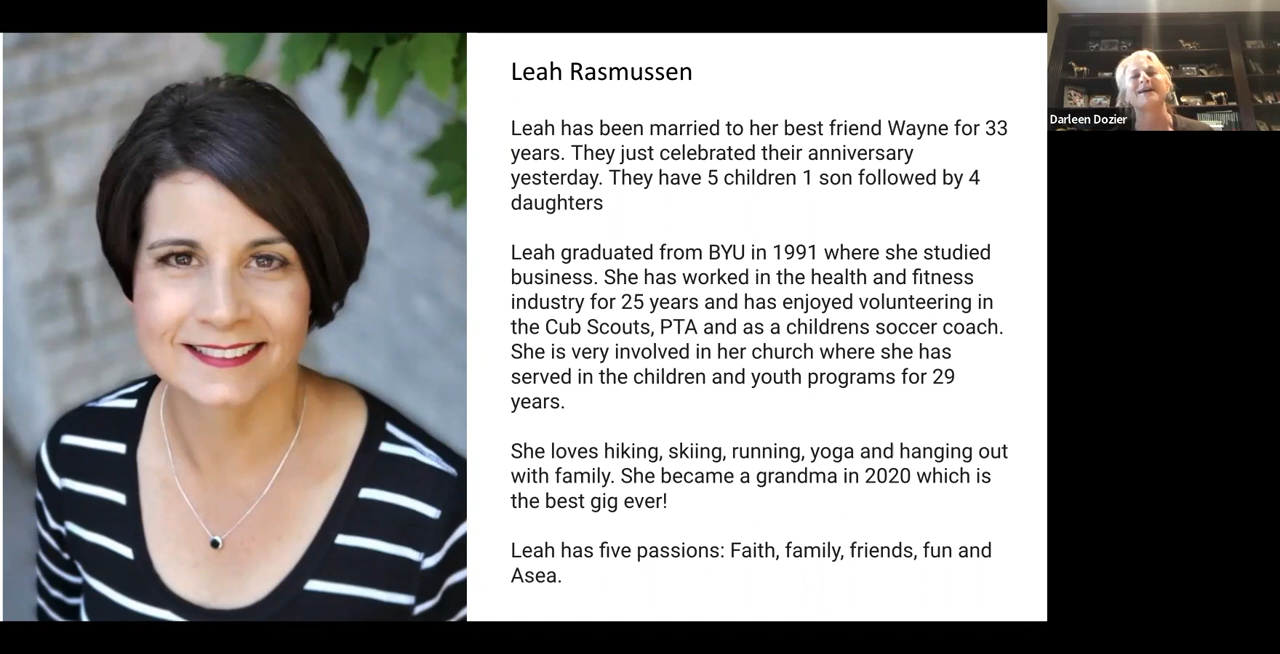 Leah Rasmussen
Leah has been married to her best friend Wayne for 33
years. They just celebrated their anniversary
yesterday. They have 5 children 1 son followed by 4
daughters
Leah graduated from BYU in 1991 where she studied
business. She has worked in the health and fitness
industry for 25 years and has enjoyed volunteering in
the Cub Scouts, PTA and as a childrens soccer coach.
She is very involved in her church where she has
served in the children and youth programs for 29
years.
She loves hiking, skiing, running, yoga and hanging out
with family. She became a grandma in 2020 which is
the best gig ever!
Leah has five passions: Faith, family, friends, fun and
Asea.
Darleen Dozier